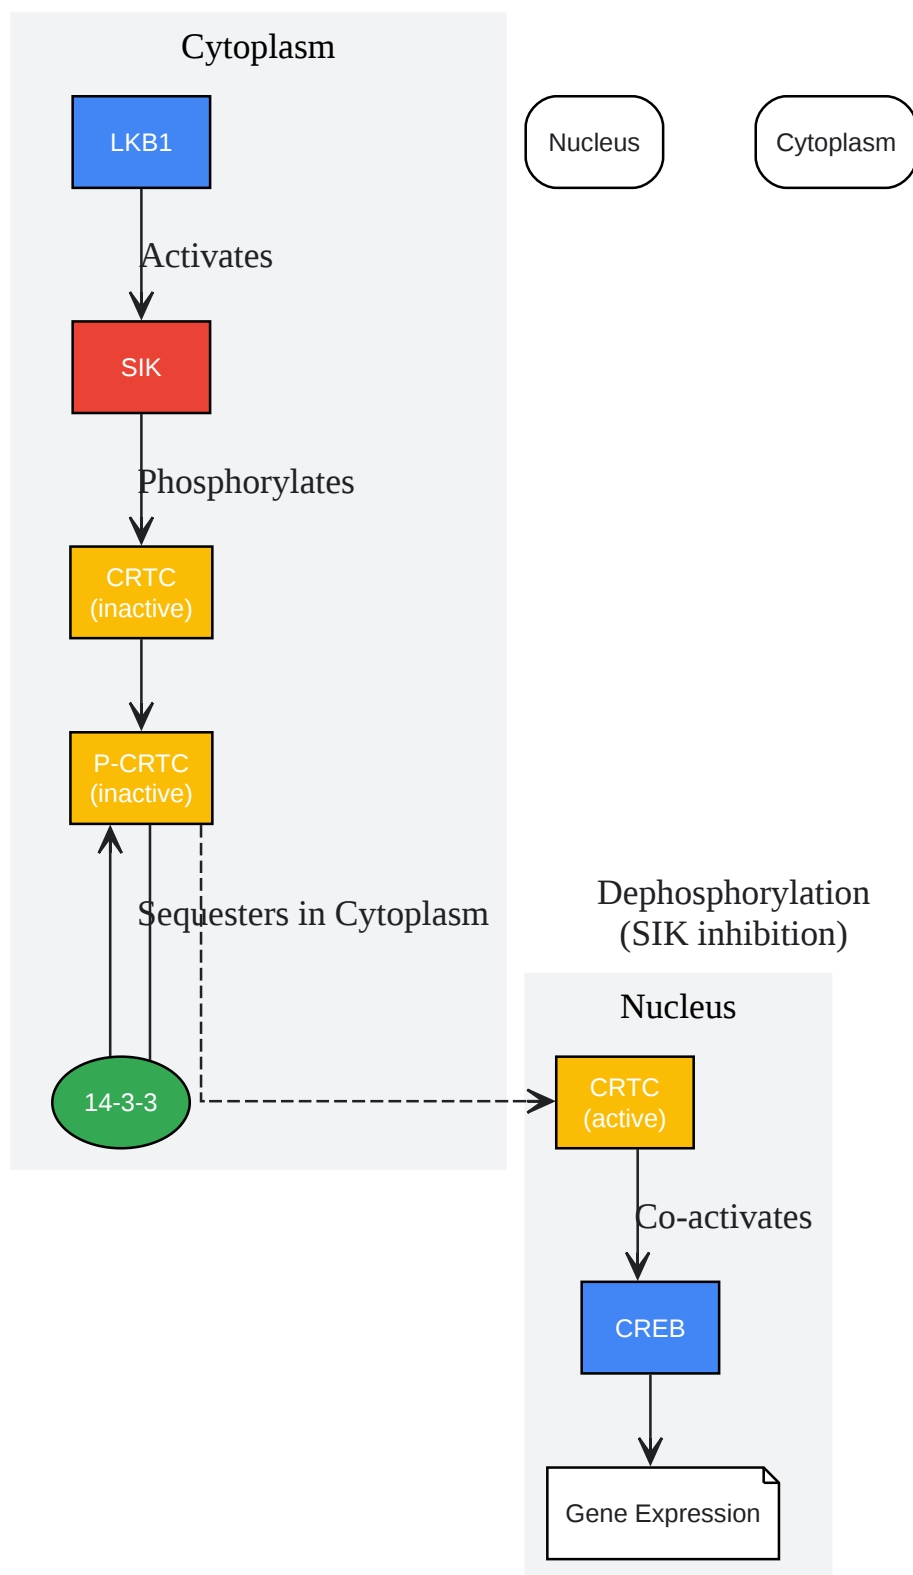 Cytoplasm
LKB1
Nucleus
Cytoplasm
Activates
SIK
Phosphorylates
CRTC
(inactive)
P-CRTC
(inactive)
Sequesters in Cytoplasm
Dephosphorylation
(SIK inhibition)
Nucleus
14-3-3
CRTC
(active)
Co-activates
CREB
Gene Expression